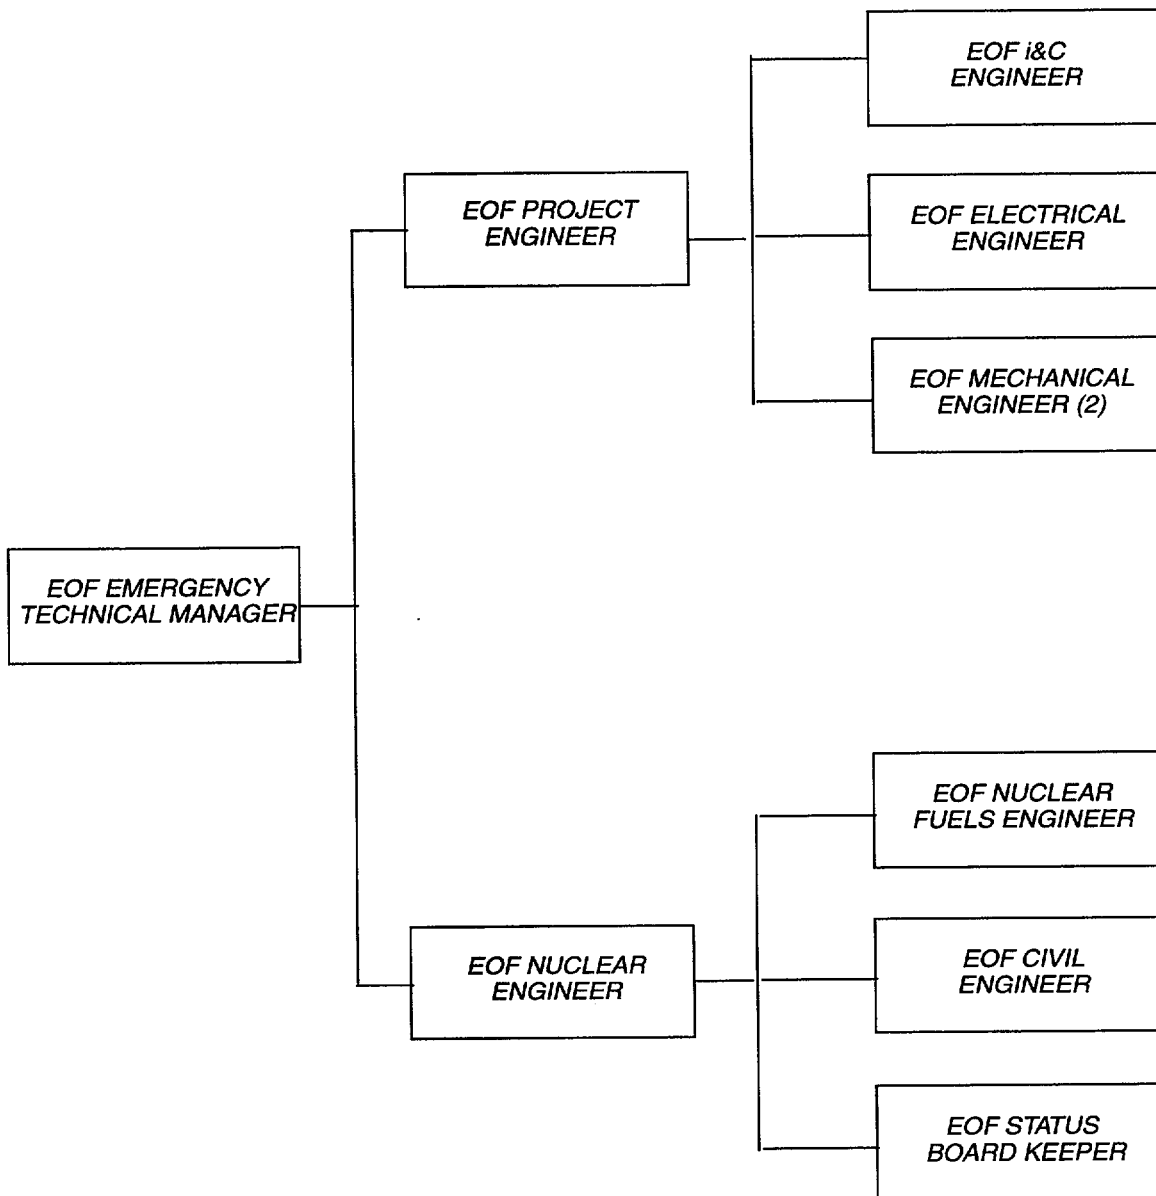 EOF i&C
ENGINEER
EOF PROJECT
ENGINEER
EOF ELECTRICAL
ENGINEER
EOF MECHANICAL
ENGINEER (2)
EOF EMERGENCY
TECHNICAL MANAGER
EOF NUCLEAR
FUELS ENGINEER
EOF NUCLEAR
ENGINEER
EOF CIVIL
ENGINEER
EOF STATUS
BOARD KEEPER